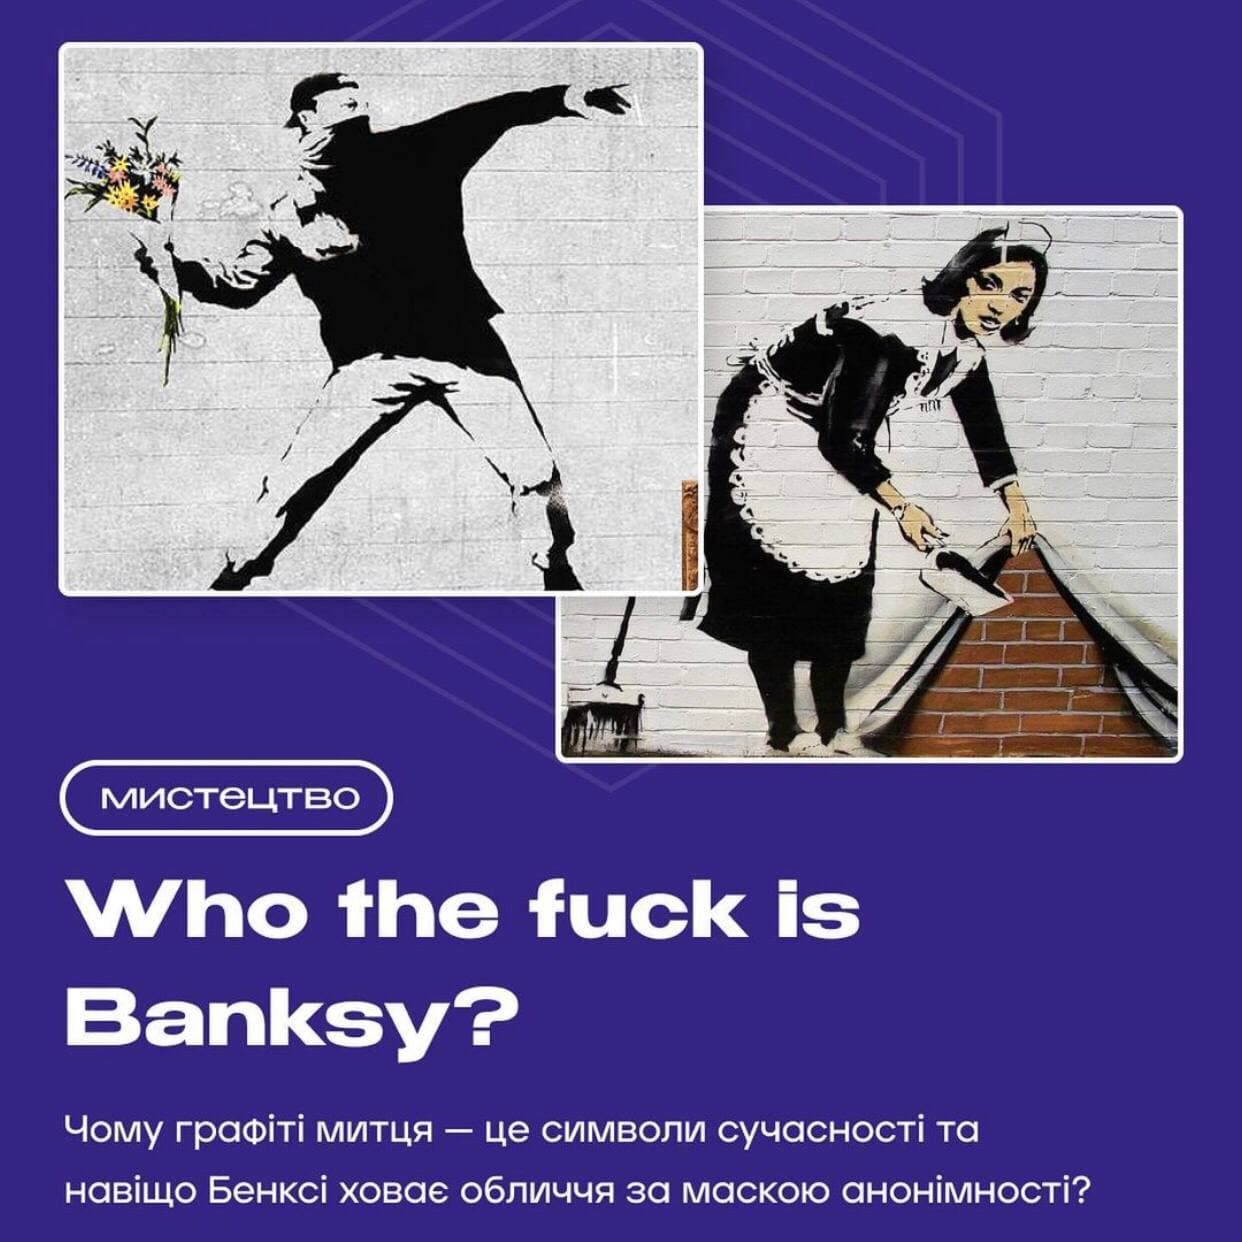 мистецтво
Who the fuck is
Banksy?
Чому графіті митця — це символи сучасності та
навіщо Бенксі ховає обличчя за маскою анонімності?